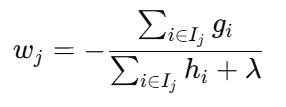 $w_j = -\frac{\sum_{i \in I_j} g_i}{\sum_{i \in I_j} h_i + \lambda}$